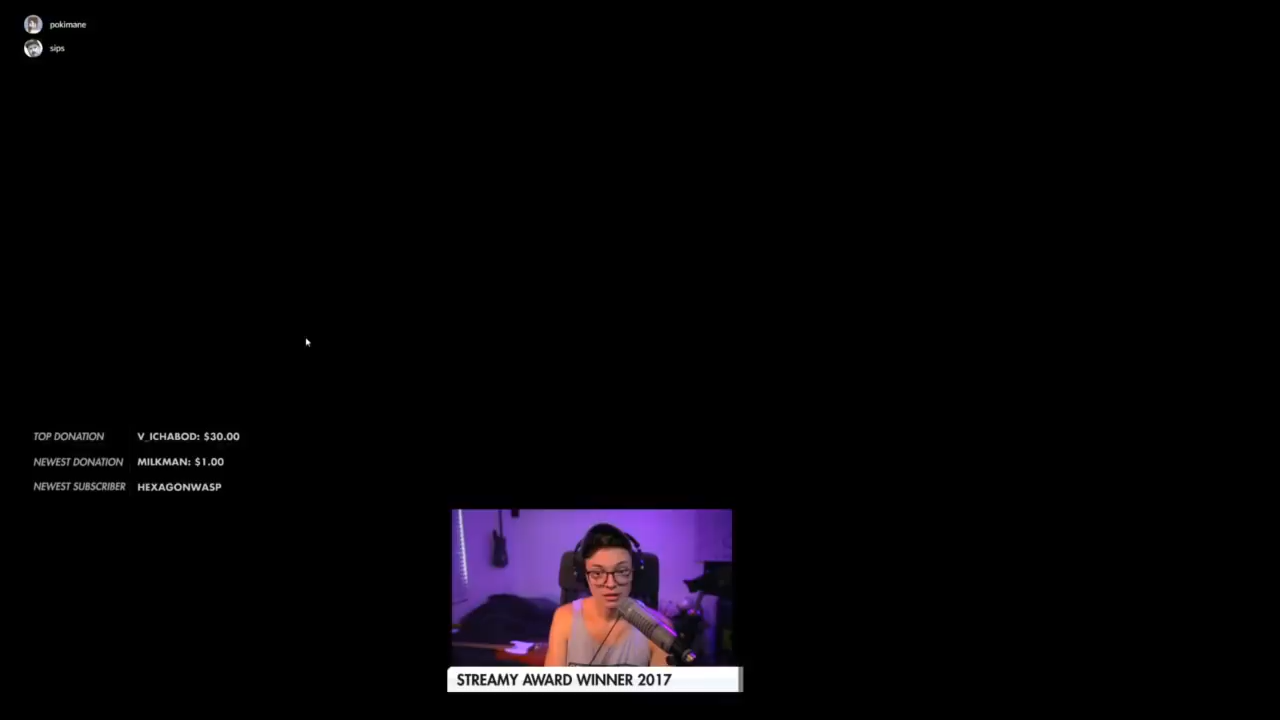 pokimane
sips
TOP DONATION V_ICHABOD: $30.00
NEWEST DONATION MILKMAN: $1.00
NEWEST SUBSCRIBER HEXAGONWASP
STREAMY AWARD WINNER 2017